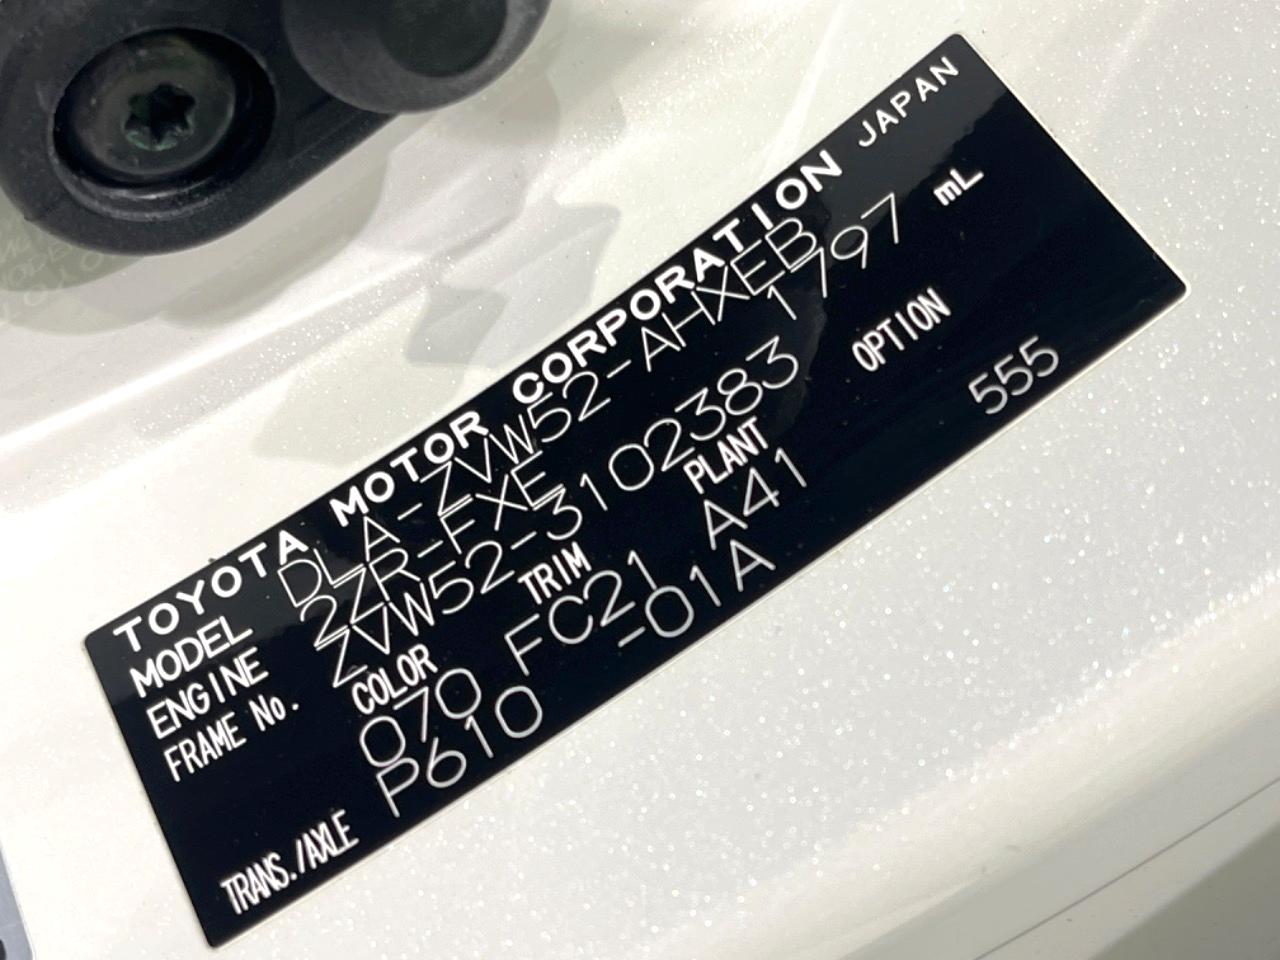 TOYOTA MOTOR CORPORATION JAPAN
MODEL DLA-ZVW52-AHXEB
ENGINE 2ZR-FXE 1797 mL
FRAME No. ZVW52-3102383
COLOR TRIM PLANT OPTION
070 FC21 A41 555
P610 -01A
TRANS./AXLE